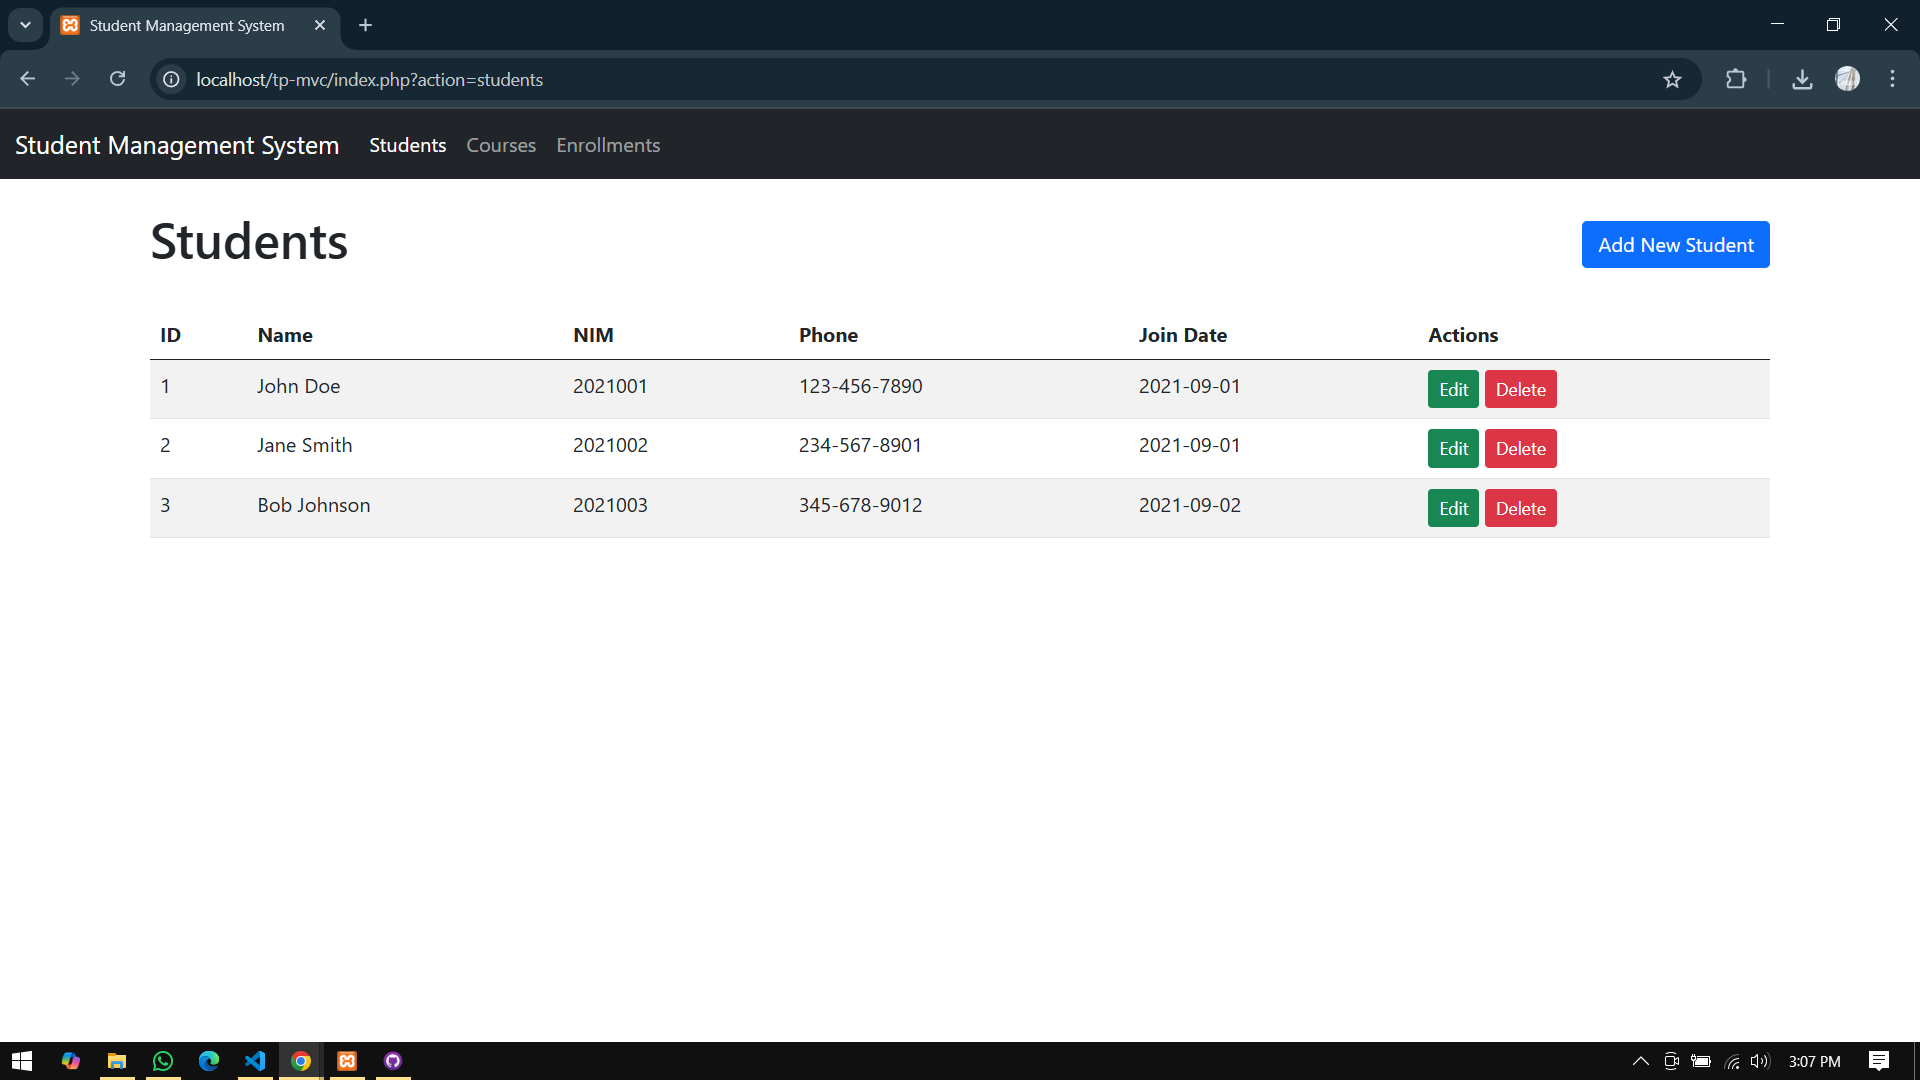 Student Management System
localhost/tp-mvc/index.php?action=students
Student Management System Students Courses Enrollments
Students
Add New Student
ID Name NIM Phone Join Date Actions
1 John Doe 2021001 123-456-7890 2021-09-01 Edit Delete
2 Jane Smith 2021002 234-567-8901 2021-09-01 Edit Delete
3 Bob Johnson 2021003 345-678-9012 2021-09-02 Edit Delete
3:07 PM